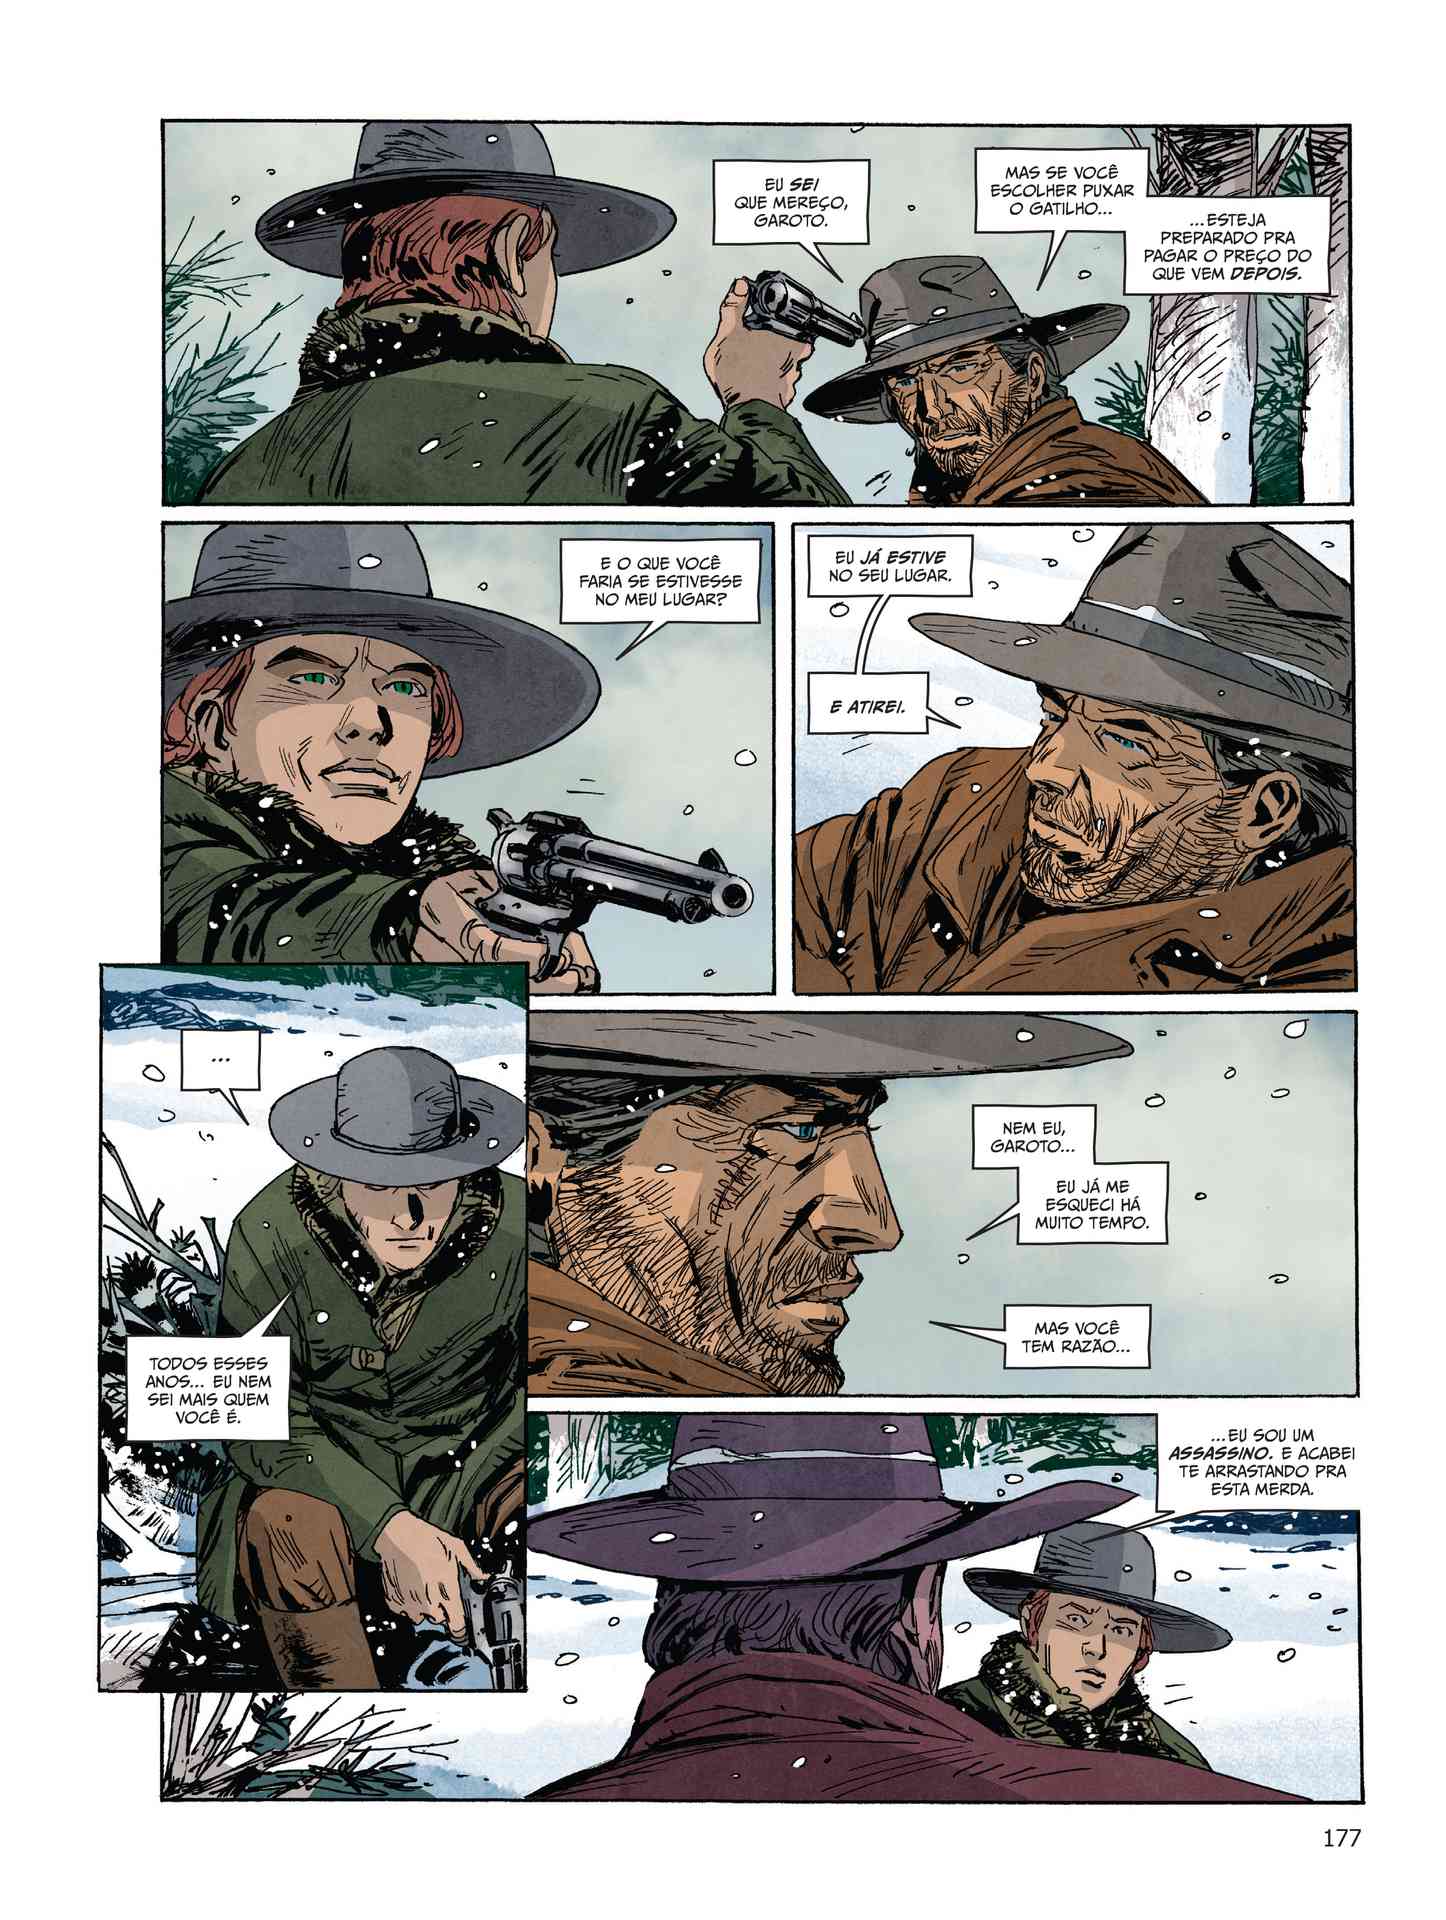 EU SEI
QUE MEREÇO,
GAROTO.
MAS SE VOCÊ
ESCOLHER PUXAR
O GATILHO...
...ESTEJA
PREPARADO PRA
PAGAR O PREÇO DO
QUE VEM DEPOIS.
E O QUE VOCÊ
FARIA SE ESTIVESSE
NO MEU LUGAR?
EU JÁ ESTIVE
NO SEU LUGAR.
E ATIREI.
...
TODOS ESSES
ANOS... EU NEM
SEI MAIS QUEM
VOCÊ É.
NEM EU,
GAROTO...
EU JÁ ME
ESQUECI HÁ
MUITO TEMPO.
MAS VOCÊ
TEM RAZÃO...
...EU SOU UM
ASSASSINO. E ACABEI
TE ARRASTANDO PRA
ESTA MERDA.
177